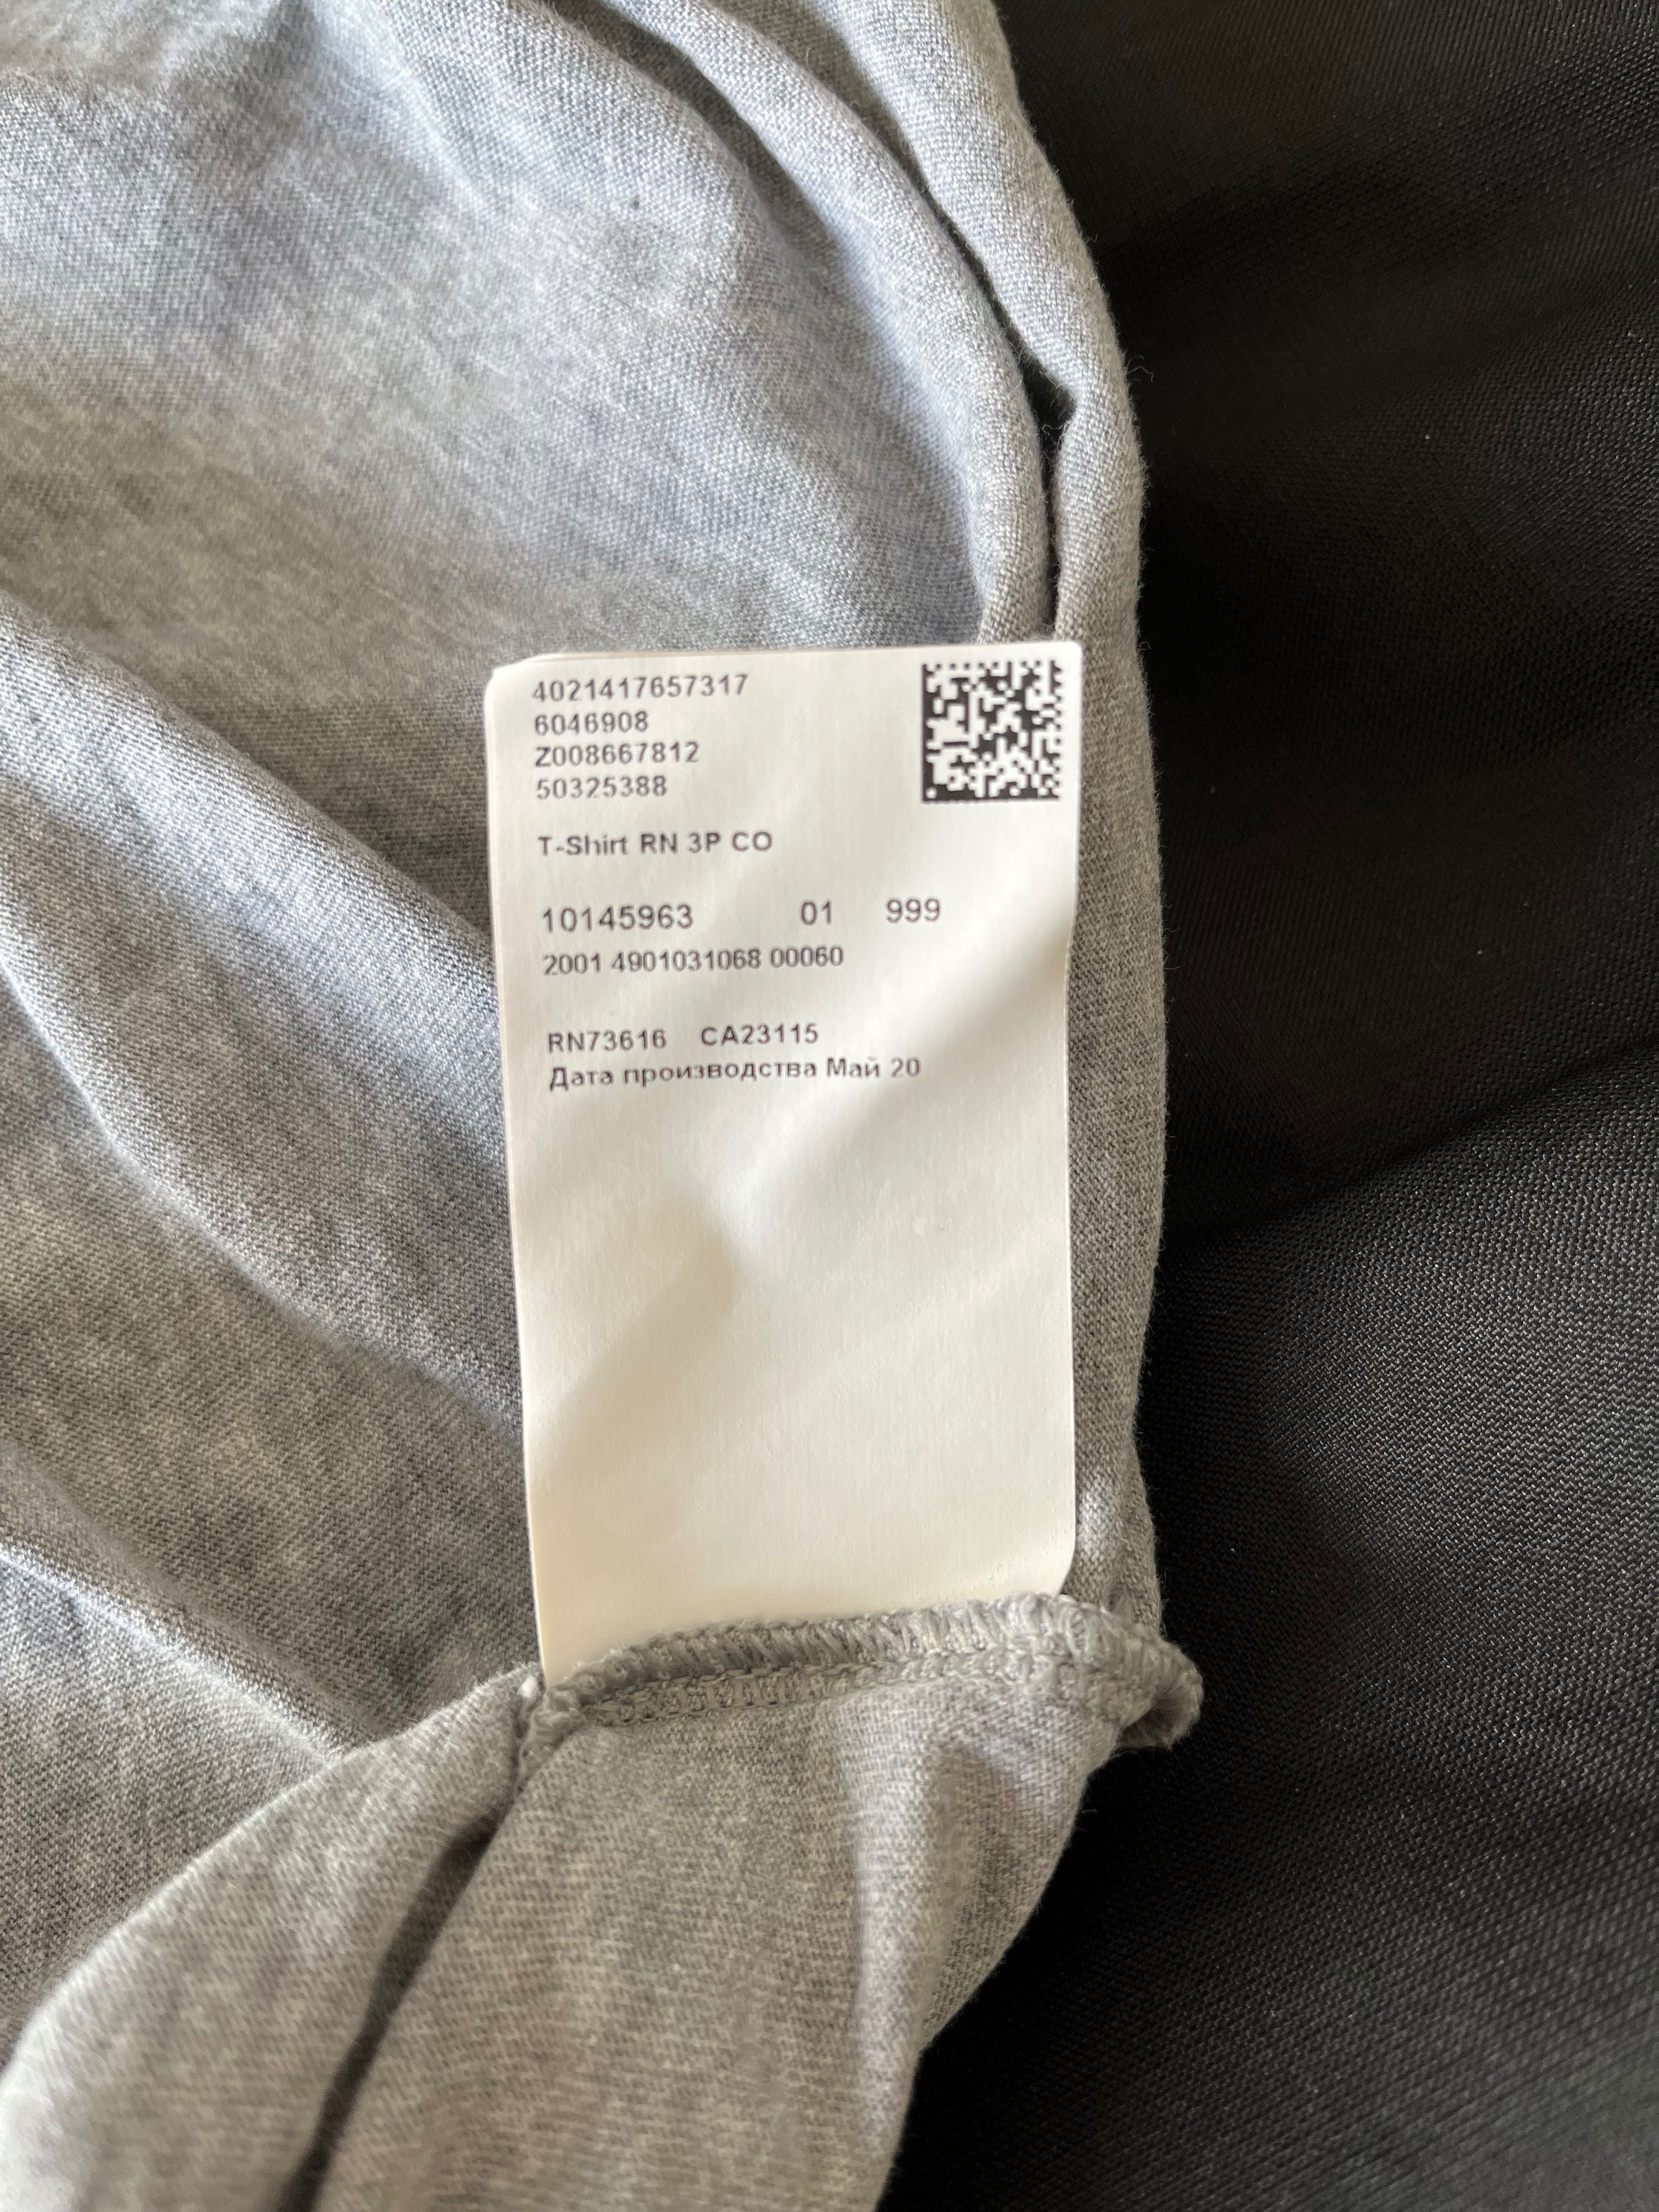 4021417657317
6046908
Z008667812
50325388
T-Shirt RN 3P CO
10145963 01 999
2001 4901031068 00060
RN73616 CA23115
Дата производства Май 20